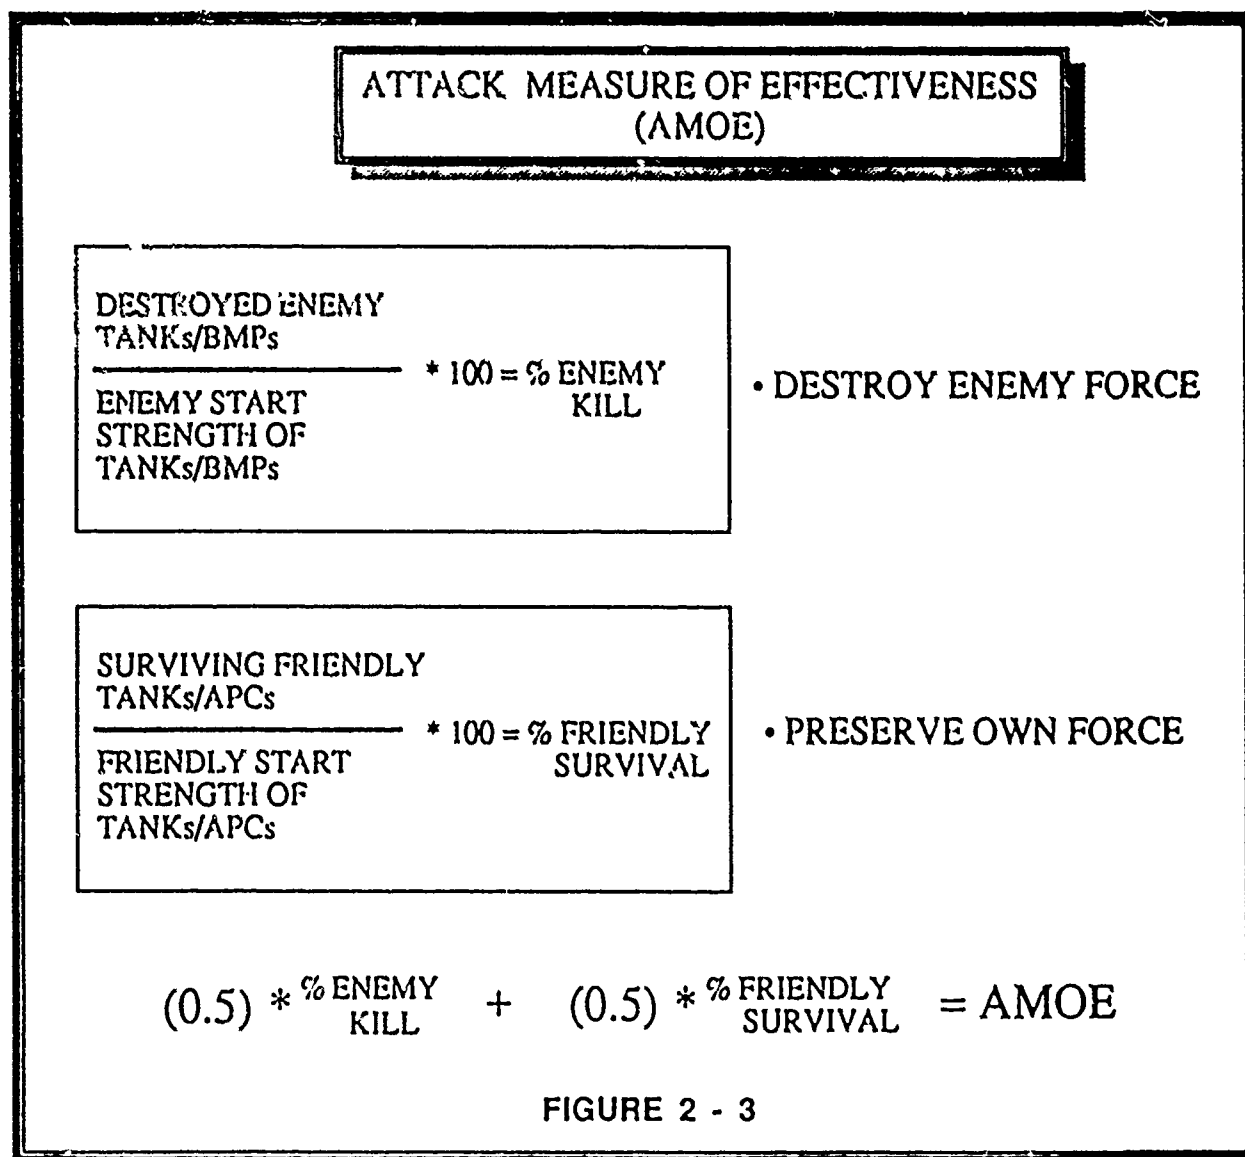 ATTACK MEASURE OF EFFECTIVENESS
(AMOE)
DESTROYED ENEMY
TANKs/BMPs
* 100 = % ENEMY
KILL
ENEMY START
STRENGTH OF
TANKs/BMPs
• DESTROY ENEMY FORCE
SURVIVING FRIENDLY
TANKs/APCs
* 100 = % FRIENDLY
SURVIVAL
FRIENDLY START
STRENGTH OF
TANKs/APCs
• PRESERVE OWN FORCE
(0.5) * % ENEMY KILL + (0.5) * % FRIENDLY SURVIVAL = AMOE
FIGURE 2 - 3